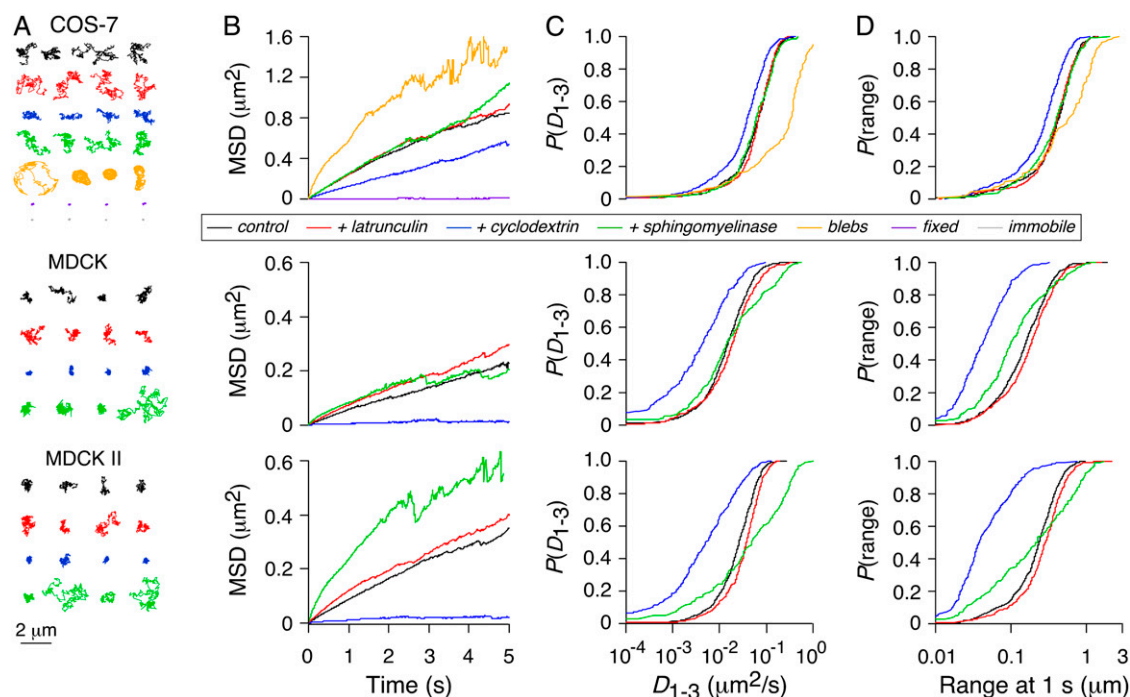 A B C D
COS-7
MSD (μm²)
1.6
1.2
0.8
0.4
0
P(D₁₋₃)
1.0
0.8
0.6
0.4
0.2
0
P(range)
1.0
0.8
0.6
0.4
0.2
0
control + latrunculin + cyclodextrin + sphingomyelinase blebs fixed immobile
MDCK
MSD (μm²)
0.6
0.4
0.2
0
P(D₁₋₃)
1.0
0.8
0.6
0.4
0.2
0
P(range)
1.0
0.8
0.6
0.4
0.2
0
MDCK II
2 μm
MSD (μm²)
0.6
0.4
0.2
0
0 1 2 3 4 5
Time (s)
P(D₁₋₃)
1.0
0.8
0.6
0.4
0.2
0
10⁻⁴ 10⁻³ 10⁻² 10⁻¹ 10⁰
D₁₋₃ (μm²/s)
P(range)
1.0
0.8
0.6
0.4
0.2
0
0.01 0.1 1 3
Range at 1 s (μm)